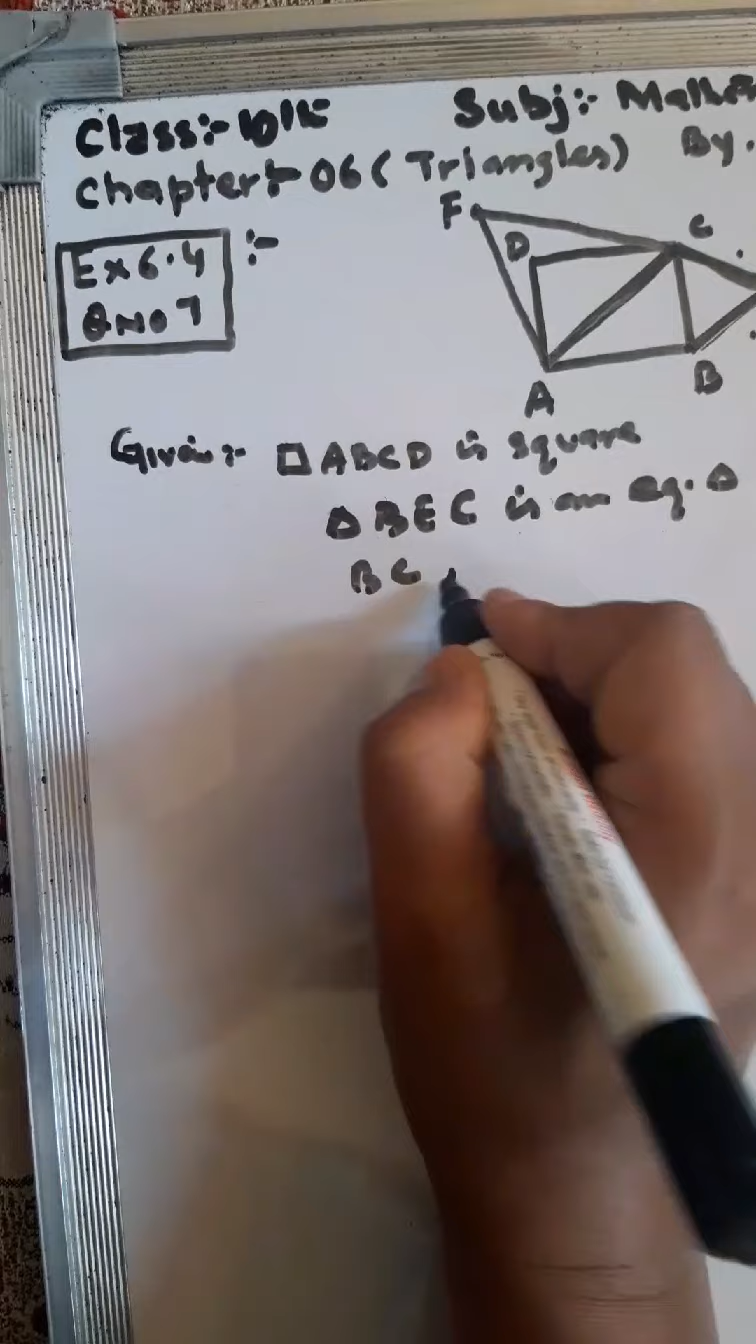 Class:- 10th Subj:-
Chapter:- 06 (Triangles) By.
Ex 6.4 :-
Q No 7
F
D
C
A
B
Given:- □ABCD is square
Δ BEC is an eq. Δ
BC